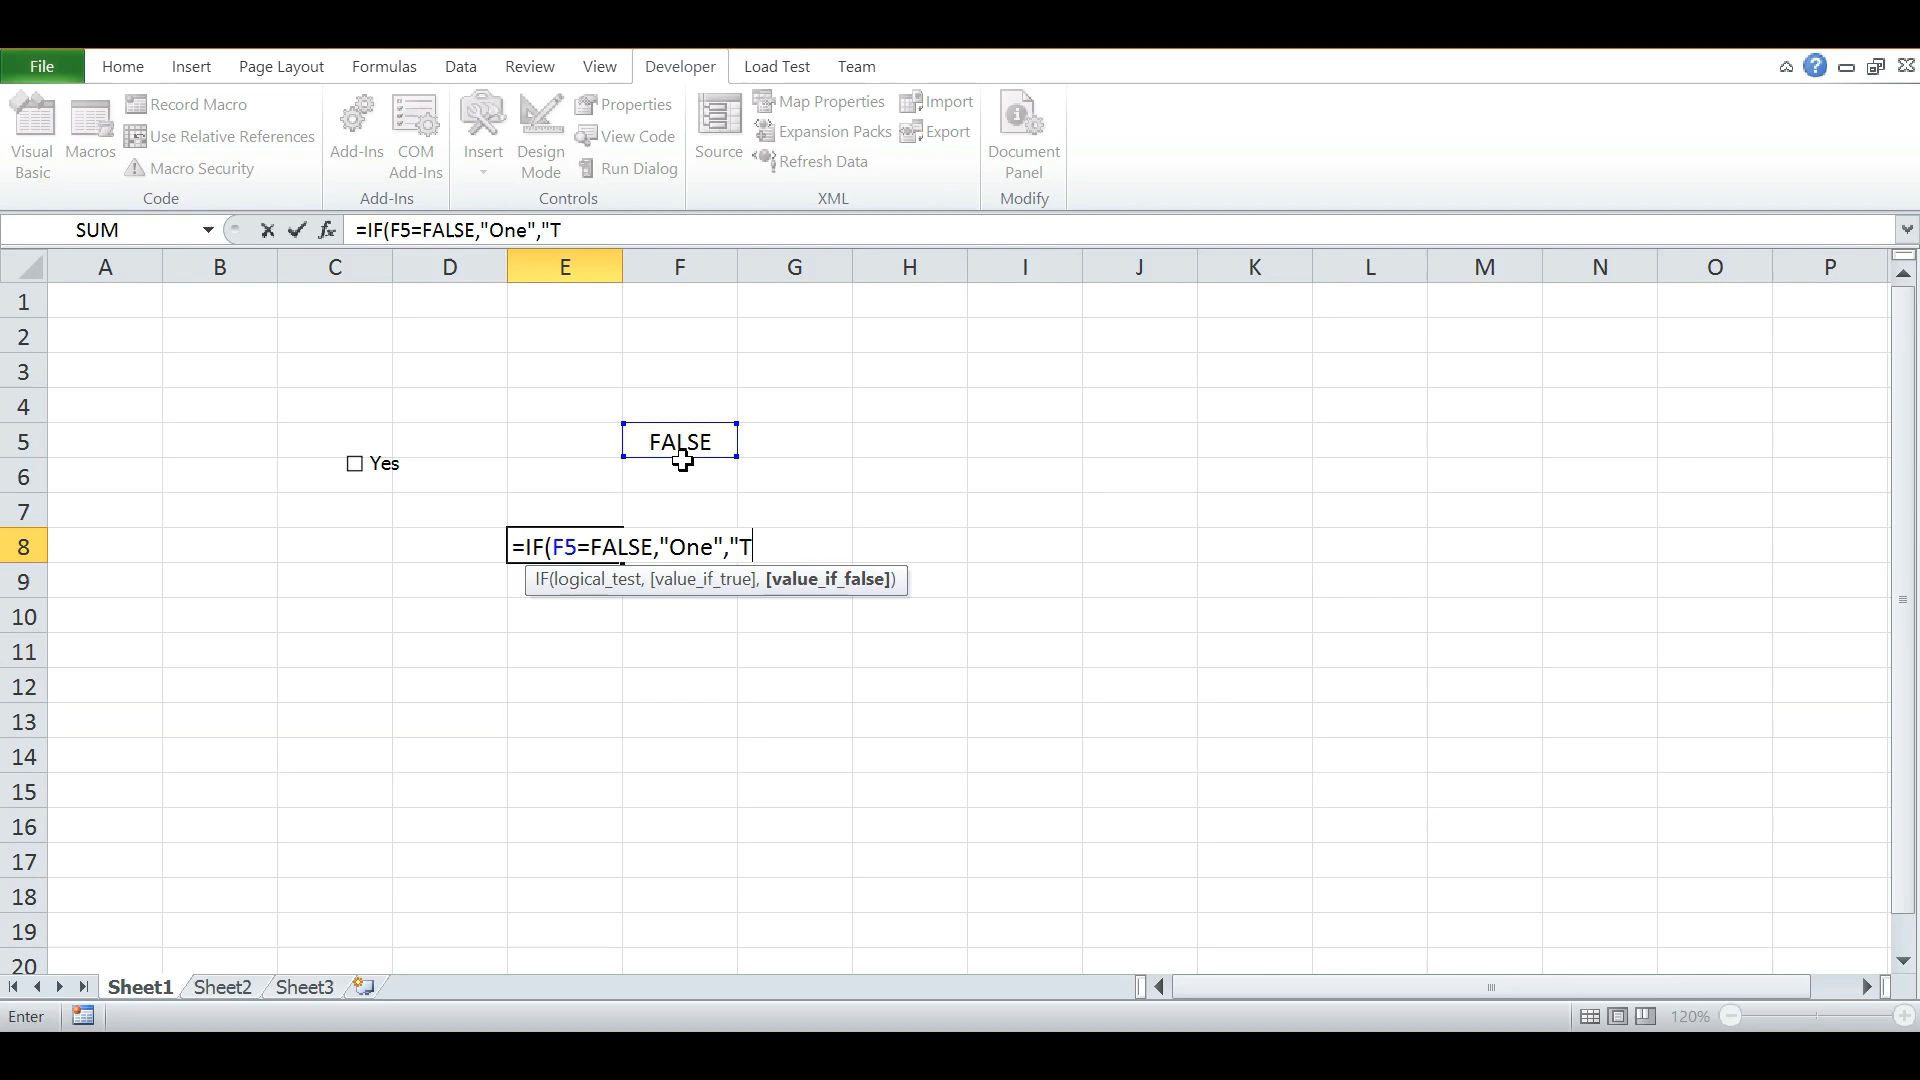 File Home Insert Page Layout Formulas Data Review View Developer Load Test Team
Visual Basic
Macros
Record Macro
Use Relative References
Macro Security
Code
Add-Ins
COM Add-Ins
Add-Ins
Insert
Design Mode
Properties
View Code
Run Dialog
Controls
Source
Map Properties
Expansion Packs
Refresh Data
Import
Export
XML
Document Panel
Modify
SUM fx =IF(F5=FALSE,"One","T
A B C D E F G H I J K L M N O P
1
2
3
4
5 FALSE
Yes
6
7
8 =IF(F5=FALSE,"One","T
IF(logical_test, [value_if_true], [value_if_false])
9
10
11
12
13
14
15
16
17
18
19
20
Sheet1 Sheet2 Sheet3
Enter 120%